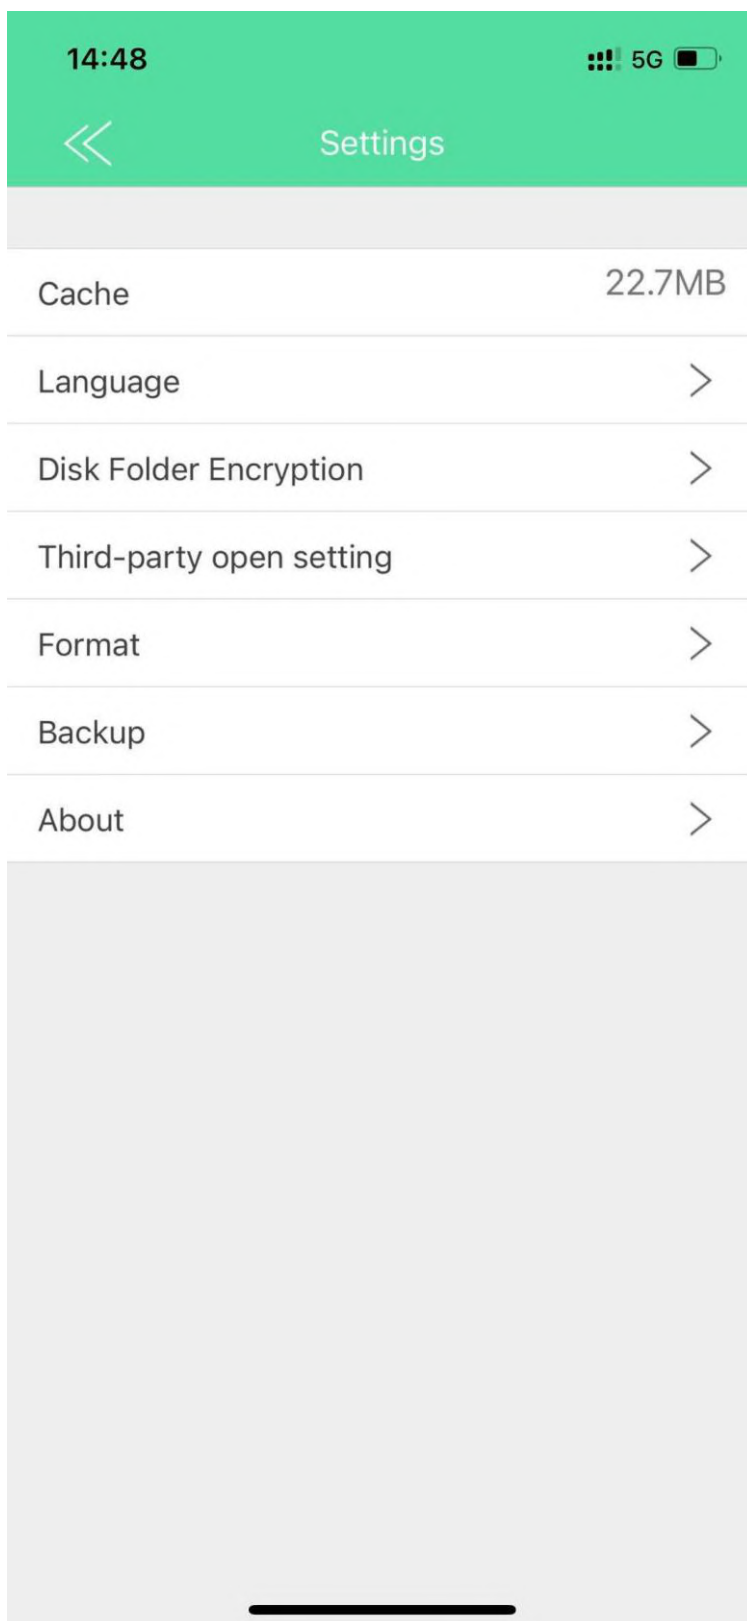 14:48 5G
Settings
Cache 22.7MB
Language
Disk Folder Encryption
Third-party open setting
Format
Backup
About